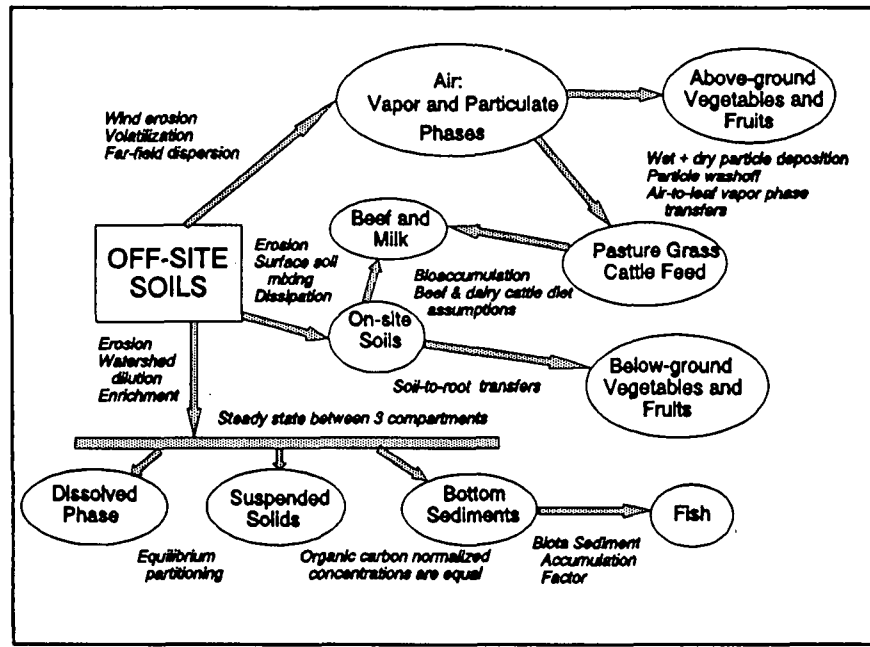 Air:
Vapor and Particulate
Phases
Above-ground
Vegetables and
Fruits
Wind erosion
Volatilization
Far-field dispersion
Wet + dry particle deposition
Particle washoff
Air-to-leaf vapor phase
transfers
Beef and
Milk
OFF-SITE
SOILS
Erosion
Surface soil
mixing
Dissipation
Pasture Grass
Cattle Feed
Bioaccumulation
Beef & dairy cattle diet
assumptions
On-site
Soils
Erosion
Watershed
dilution
Enrichment
Soil-to-root transfers
Below-ground
Vegetables and
Fruits
Steady state between 3 compartments
Dissolved
Phase
Suspended
Solids
Bottom
Sediments
Fish
Equilibrium
partitioning
Organic carbon normalized
concentrations are equal
Biota Sediment
Accumulation
Factor